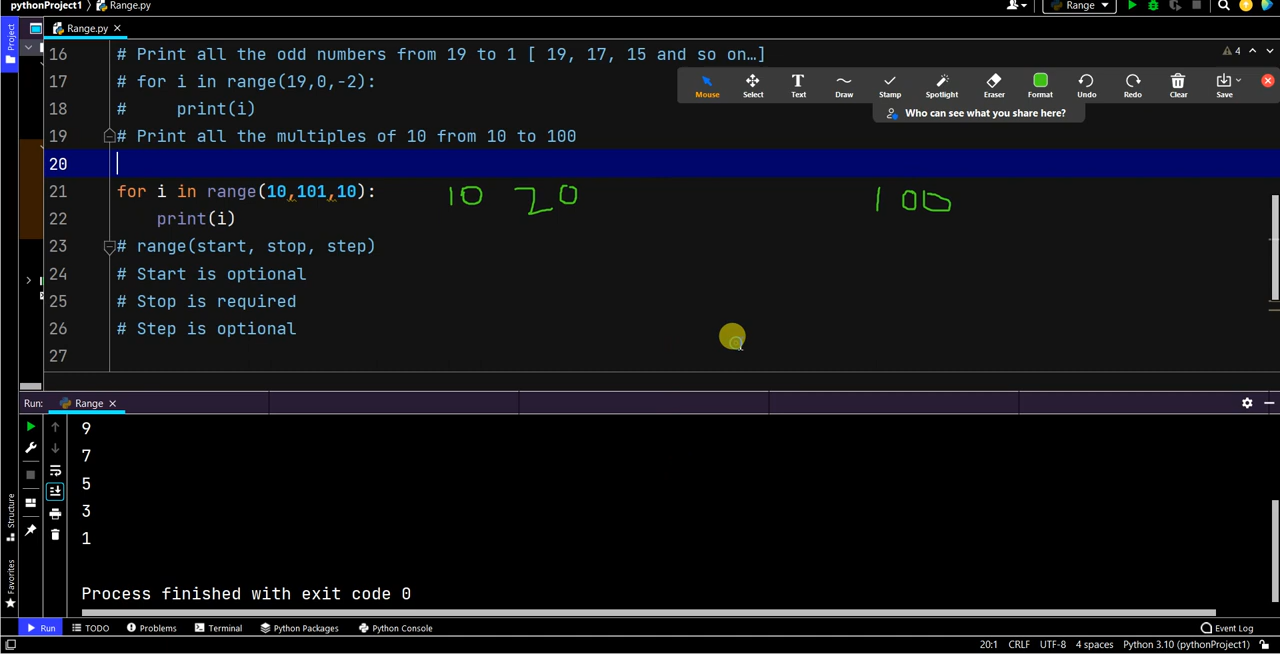 pythonProject1 Range.py Range
Project Range.py
16 # Print all the odd numbers from 19 to 1 [ 19, 17, 15 and so on…] 4
17 # for i in range(19,0,-2):
Mouse Select Text Draw Stamp Spotlight Eraser Format Undo Redo Clear Save
18 #     print(i)
Who can see what you share here?
19 # Print all the multiples of 10 from 10 to 100
20
21 for i in range(10,101,10): 10 20 100
22     print(i)
23 # range(start, stop, step)
24 # Start is optional
25 # Stop is required
26 # Step is optional
27
Run: Range
9
7
5
3
1
Structure
Favorites
Process finished with exit code 0
Run TODO Problems Terminal Python Packages Python Console Event Log
20:1 CRLF UTF-8 4 spaces Python 3.10 (pythonProject1)